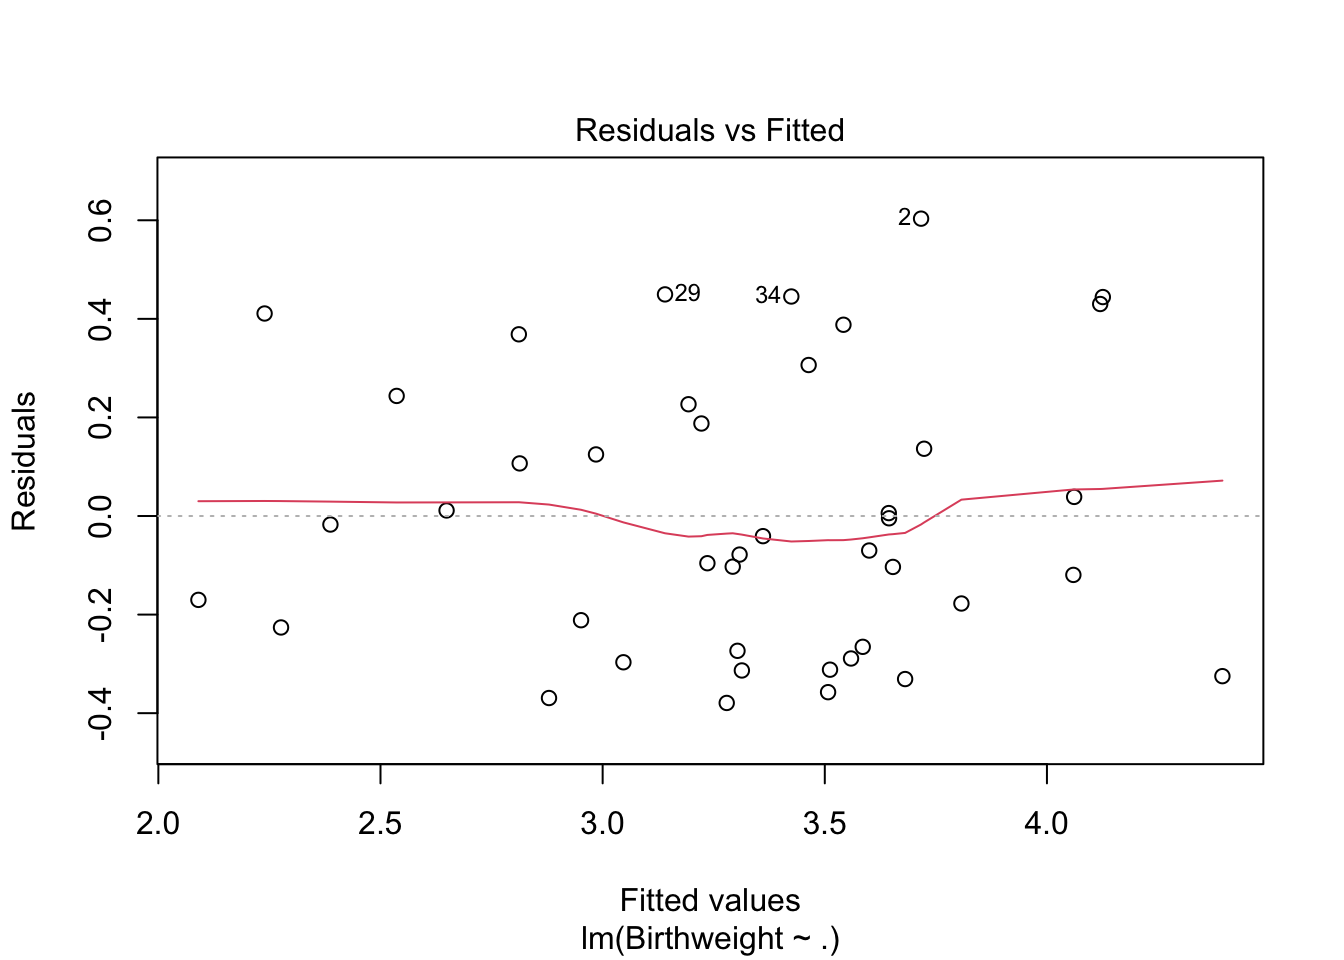 Residuals vs Fitted
Residuals
0.6
0.4
0.2
0.0
-0.2
-0.4
2
29
34
2.0 2.5 3.0 3.5 4.0
Fitted values
lm(Birthweight ~ .)